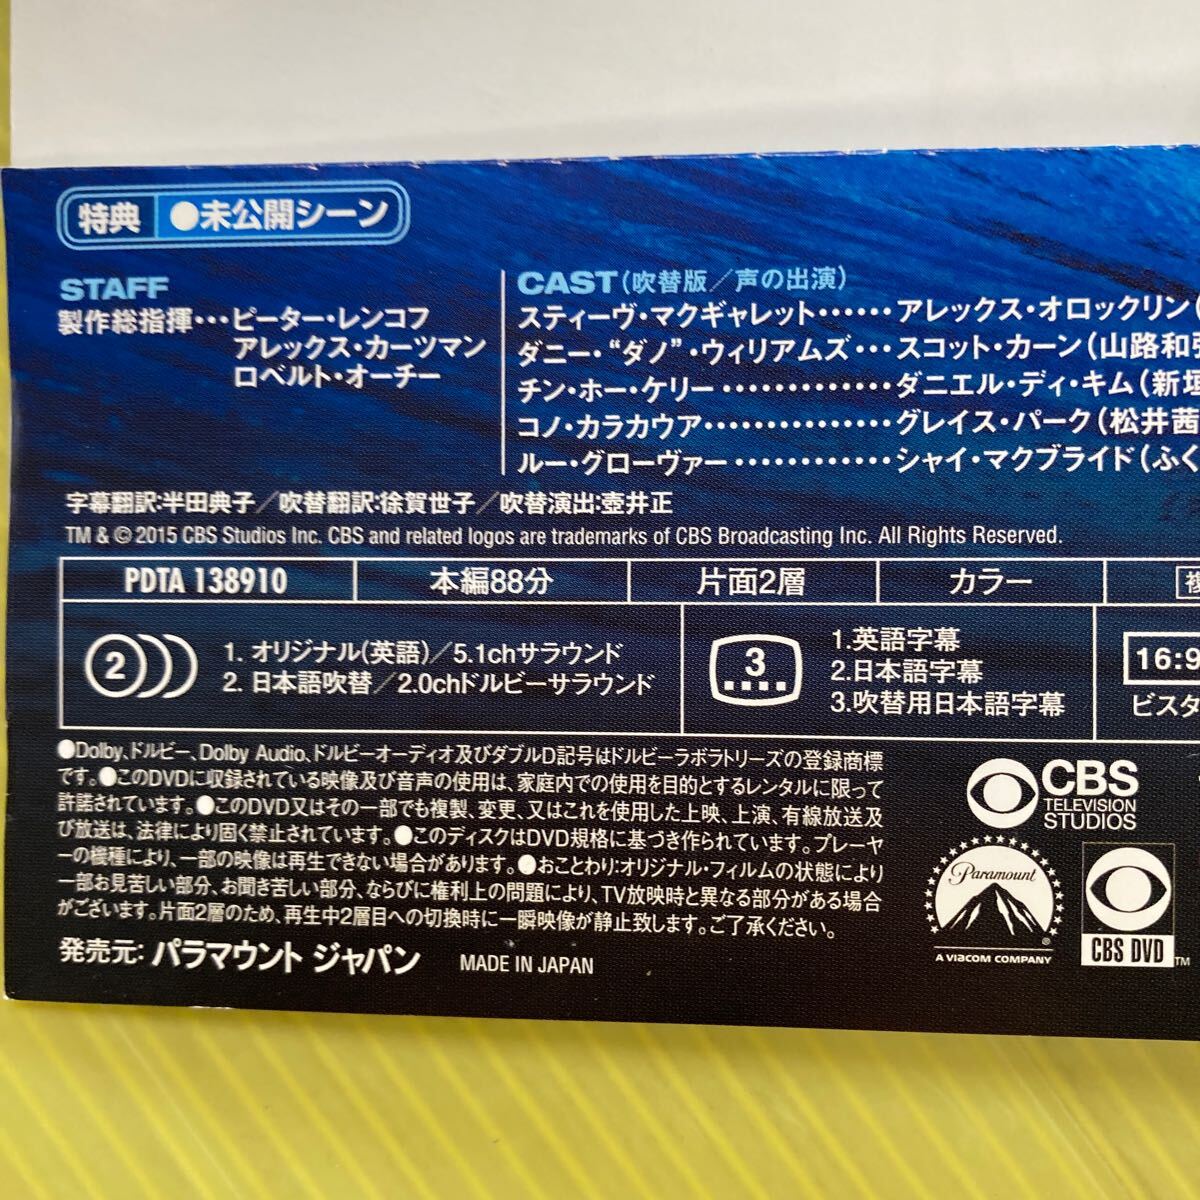 特典 ●未公開シーン
STAFF
製作総指揮…ピーター・レンコフ
アレックス・カーツマン
ロベルト・オーチー
CAST(吹替版/声の出演)
スティーヴ・マクギャレット……アレックス・オロックリン(
ダニー・“ダノ”・ウィリアムズ…スコット・カーン(山路和弘
チン・ホー・ケリー……………ダニエル・デイ・キム(新垣
コノ・カラカウア……………グレイス・パーク(松井茜
ルー・グローヴァー…………シャイ・マクブライド(ふく
字幕翻訳:半田典子/吹替翻訳:徐賀世子/吹替演出:壺井正
TM & © 2015 CBS Studios Inc. CBS and related logos are trademarks of CBS Broadcasting Inc. All Rights Reserved.
PDTA 138910 本編88分 片面2層 カラー 複
2 1. オリジナル(英語)/5.1chサラウンド
2. 日本語吹替/2.0chドルビーサラウンド
3 1.英語字幕
2.日本語字幕
3.吹替用日本語字幕
16:9
ビスタ
●Dolby、ドルビー、Dolby Audio、ドルビーオーディオ及びダブルD記号はドルビーラボラトリーズの登録商標
です。●このDVDに収録されている映像及び音声の使用は、家庭内での使用を目的とするレンタルに限って
許諾されています。●このDVD又はその一部でも複製、変更、又はこれを使用した上映、上演、有線放送及
び放送は、法律により固く禁止されています。●このディスクはDVD規格に基づき作られています。プレーヤ
ーの機種により、一部の映像は再生できない場合があります。●おことわり:オリジナル・フィルムの状態により
一部お見苦しい部分、お聞き苦しい部分、ならびに権利上の問題により、TV放映時と異なる部分がある場合
がございます。片面2層のため、再生中2層目への切換時に一瞬映像が静止致します。ご了承ください。
発売元: パラマウント ジャパン MADE IN JAPAN
CBS
TELEVISION
STUDIOS
Paramount
®
A VIACOM COMPANY
CBS DVD
TM